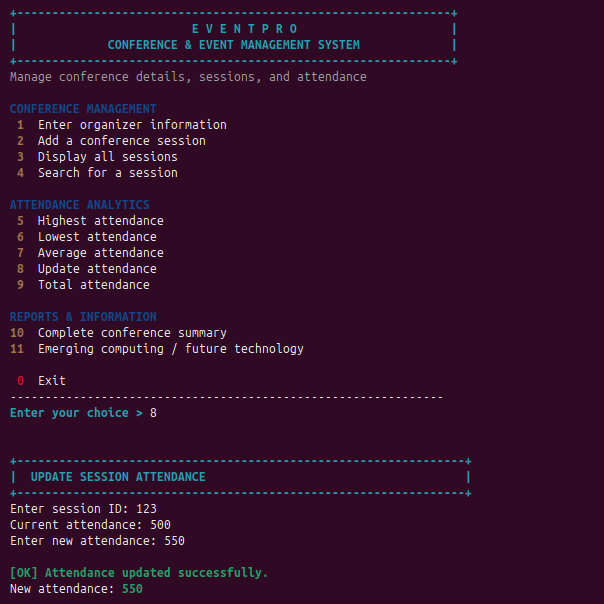 +--------------------------------------------------------------+
| E V E N T P R O |
| CONFERENCE & EVENT MANAGEMENT SYSTEM |
+--------------------------------------------------------------+
Manage conference details, sessions, and attendance
CONFERENCE MANAGEMENT
1 Enter organizer information
2 Add a conference session
3 Display all sessions
4 Search for a session
ATTENDANCE ANALYTICS
5 Highest attendance
6 Lowest attendance
7 Average attendance
8 Update attendance
9 Total attendance
REPORTS & INFORMATION
10 Complete conference summary
11 Emerging computing / future technology
0 Exit
--------------------------------------------------------------
Enter your choice > 8
+----------------------------------------------------------------+
| UPDATE SESSION ATTENDANCE |
+----------------------------------------------------------------+
Enter session ID: 123
Current attendance: 500
Enter new attendance: 550
[OK] Attendance updated successfully.
New attendance: 550